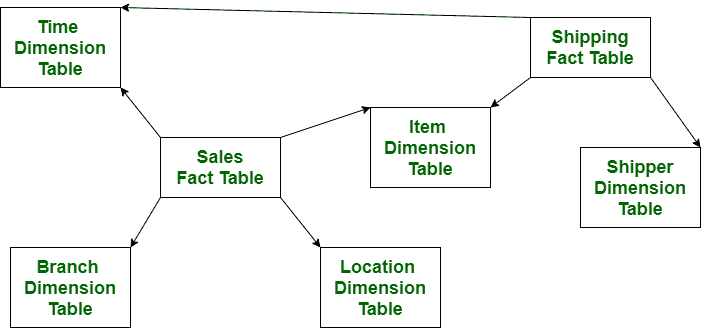 Time
Dimension
Table
Shipping
Fact Table
Item
Dimension
Table
Sales
Fact Table
Shipper
Dimension
Table
Branch
Dimension
Table
Location
Dimension
Table